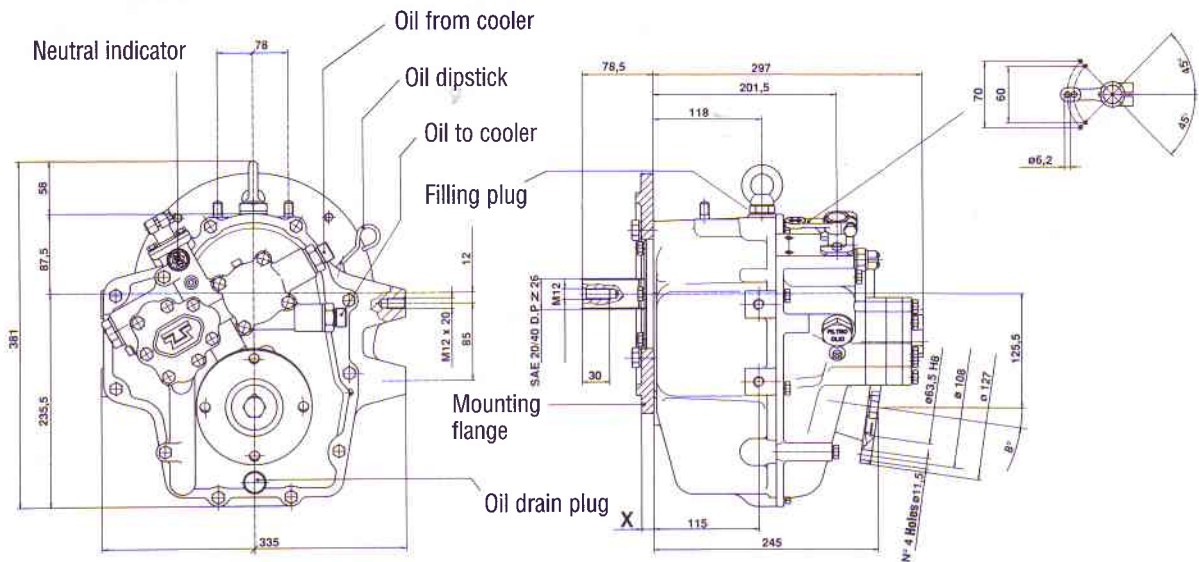 Oil from cooler
Neutral indicator
78
Oil dipstick
Oil to cooler
58
87,5
381
235,5
12
M12 x 20
85
335
Oil drain plug
78,5
297
201,5
118
Filling plug
SAE 20/40 D.P. Z 26
M12
30
Mounting
flange
X
115
245
FILTRO
OLIO
125,5
ø63,5 H8
ø 108
ø 127
8°
N° 4 Holes ø11,5
70
60
ø6,2
45°
45°
ZF